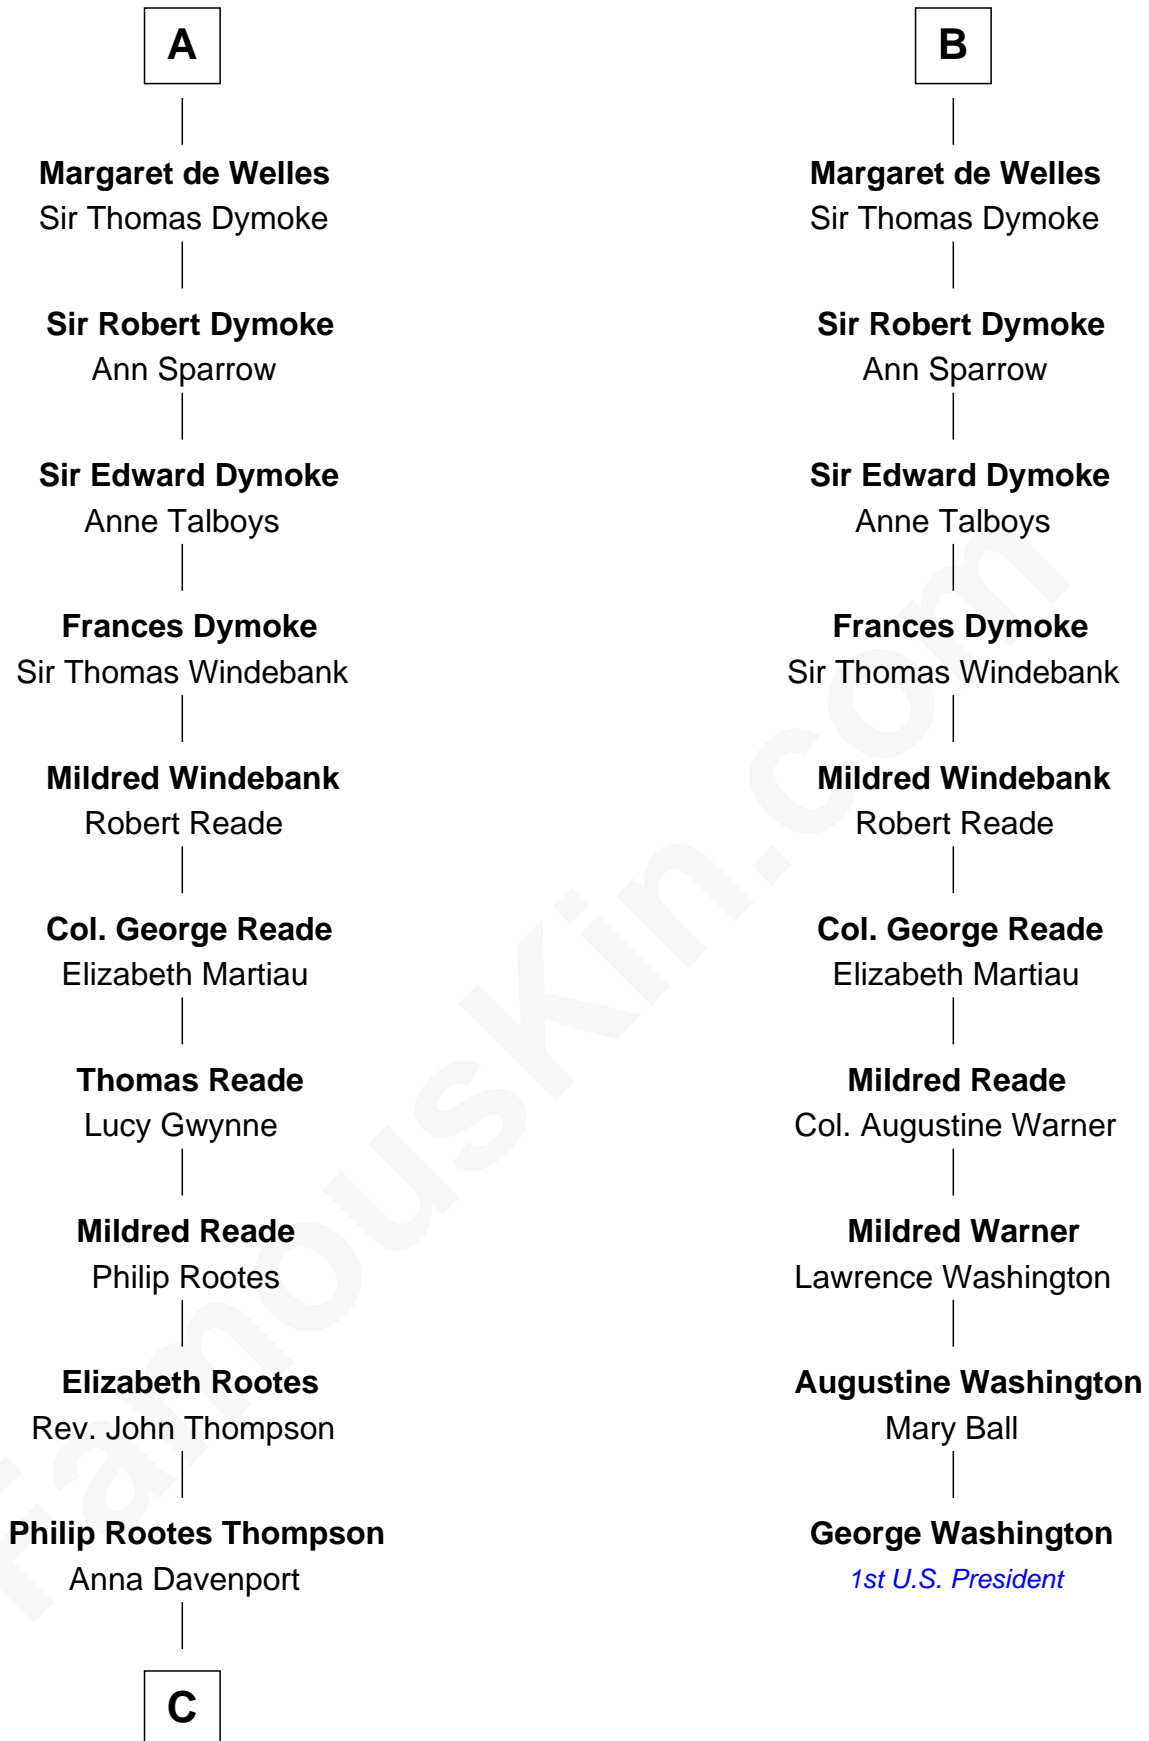 A
Margaret de Welles
Sir Thomas Dymoke
Sir Robert Dymoke
Ann Sparrow
Sir Edward Dymoke
Anne Talboys
Frances Dymoke
Sir Thomas Windebank
Mildred Windebank
Robert Reade
Col. George Reade
Elizabeth Martiau
Thomas Reade
Lucy Gwynne
Mildred Reade
Philip Rootes
Elizabeth Rootes
Rev. John Thompson
Philip Rootes Thompson
Anna Davenport
C
B
Margaret de Welles
Sir Thomas Dymoke
Sir Robert Dymoke
Ann Sparrow
Sir Edward Dymoke
Anne Talboys
Frances Dymoke
Sir Thomas Windebank
Mildred Windebank
Robert Reade
Col. George Reade
Elizabeth Martiau
Mildred Reade
Col. Augustine Warner
Mildred Warner
Lawrence Washington
Augustine Washington
Mary Ball
George Washington
1st U.S. President
FamousKin.com